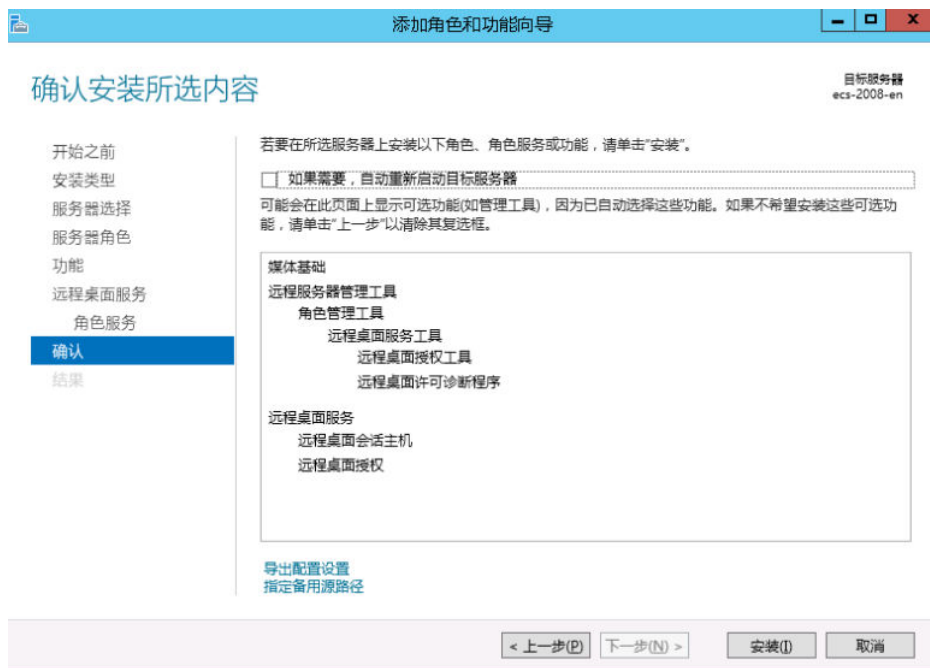 添加角色和功能向导
确认安装所选内容
目标服务器
ecs-2008-en
开始之前
安装类型
服务器选择
服务器角色
功能
远程桌面服务
角色服务
确认
结果
若要在所选服务器上安装以下角色、角色服务或功能，请单击"安装"。
如果需要，自动重新启动目标服务器
可能会在此页面上显示可选功能(如管理工具)，因为已自动选择这些功能。如果不希望安装这些可选功
能，请单击"上一步"以清除其复选框。
媒体基础
远程服务器管理工具
角色管理工具
远程桌面服务工具
远程桌面授权工具
远程桌面许可诊断程序
远程桌面服务
远程桌面会话主机
远程桌面授权
导出配置设置
指定备用源路径
< 上一步(P) 下一步(N) > 安装(I) 取消